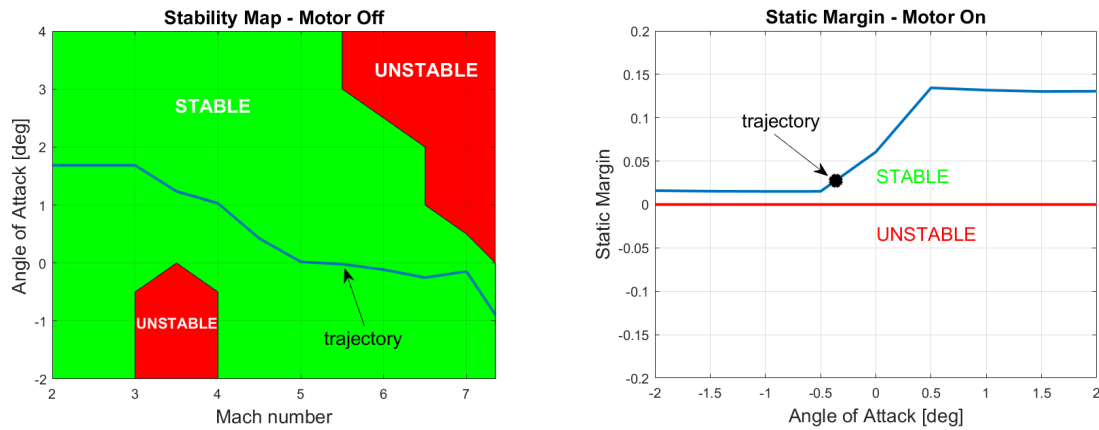 Stability Map - Motor Off
4
3
2
1
0
-1
-2
2
3
4
5
6
7
Angle of Attack [deg]
Mach number
UNSTABLE
STABLE
UNSTABLE
trajectory
Static Margin - Motor On
0.2
0.15
0.1
0.05
0
-0.05
-0.1
-0.15
-0.2
-2
-1.5
-1
-0.5
0
0.5
1
1.5
2
Static Margin
Angle of Attack [deg]
trajectory
STABLE
UNSTABLE